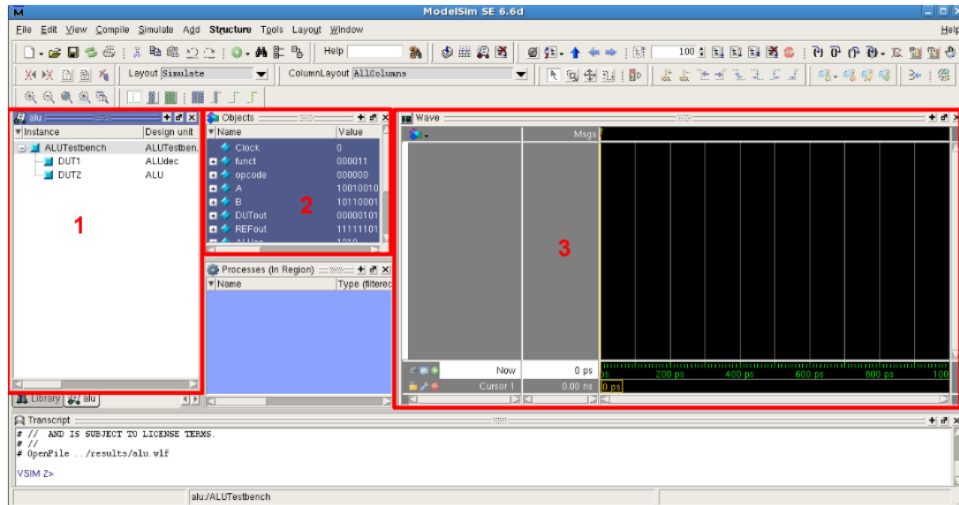 ModelSim SE 6.6d
File Edit View Compile Simulate Add Structure Tools Layout Window Help
Help 100
Layout Simulate ColumnLayout AllColumns
alu
Instance Design unit
ALUTestbench ALUTestben
DUT1 ALUdec
DUT2 ALU
1
Library alu
Objects
Name Value
Clock 0
funct 000011
opcode 000000
A 10010010
B 10110001
DUTout 00000101
REFout 11111101
2
Processes (In Region)
Name Type (filtered
Wave
Msgs
3
Now 0 ps
200 ps 400 ps 600 ps 800 ps 100
Cursor 1 0.00 ns 0 ps
Transcript
# // AND IS SUBJECT TO LICENSE TERMS.
# //
# OpenFile ../results/alu.wlf
VSIM 2>
alu:/ALUTestbench